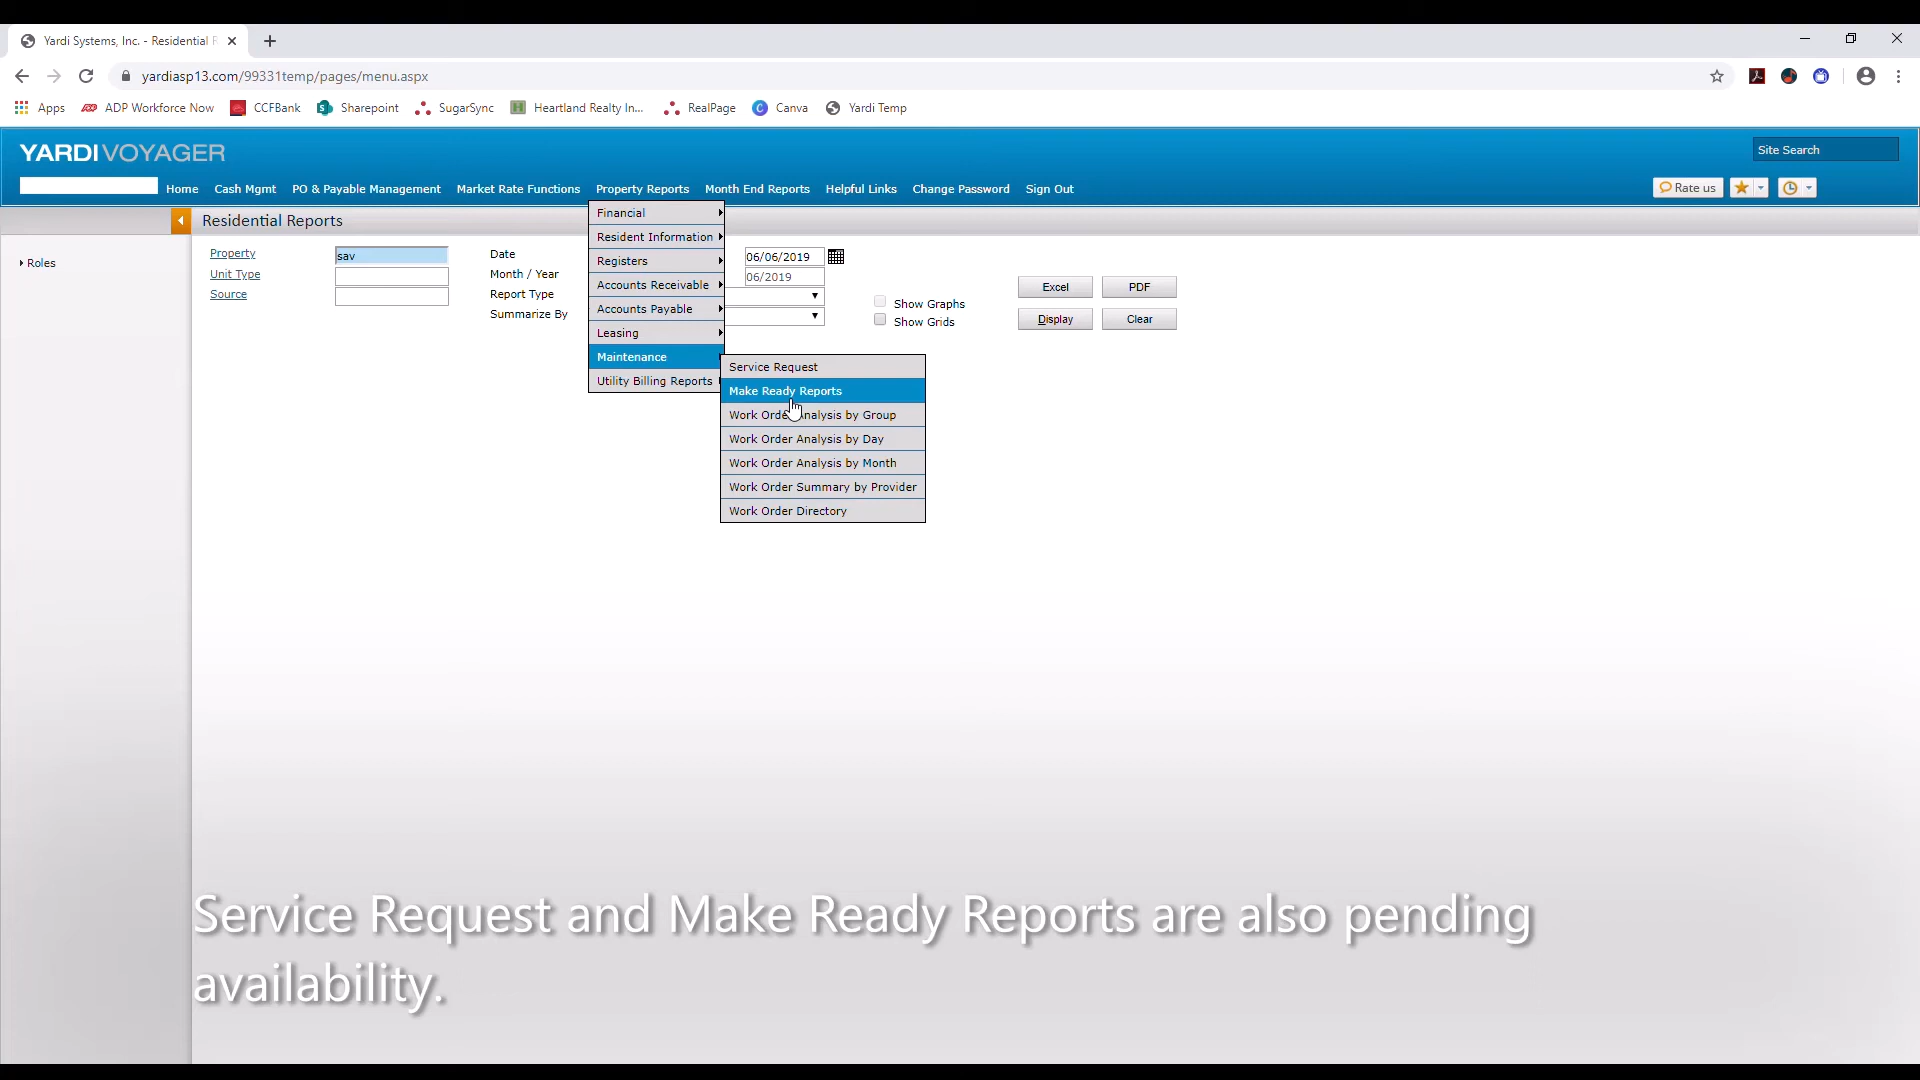 Yardi Systems, Inc. - Residential R
yardiasp13.com/99331temp/pages/menu.aspx
Apps ADP Workforce Now CCFBank Sharepoint SugarSync Heartland Realty In... RealPage Canva Yardi Temp
YARDI VOYAGER
Site Search
Home Cash Mgmt PO & Payable Management Market Rate Functions Property Reports Month End Reports Helpful Links Change Password Sign Out
Rate us
Residential Reports
Roles
Property sav Date 06/06/2019
Unit Type Month / Year 06/2019
Source Report Type
Summarize By
Show Graphs
Show Grids
Excel PDF
Display Clear
Financial
Resident Information
Registers
Accounts Receivable
Accounts Payable
Leasing
Maintenance
Utility Billing Reports
Service Request
Make Ready Reports
Work Order Analysis by Group
Work Order Analysis by Day
Work Order Analysis by Month
Work Order Summary by Provider
Work Order Directory
Service Request and Make Ready Reports are also pending
availability.